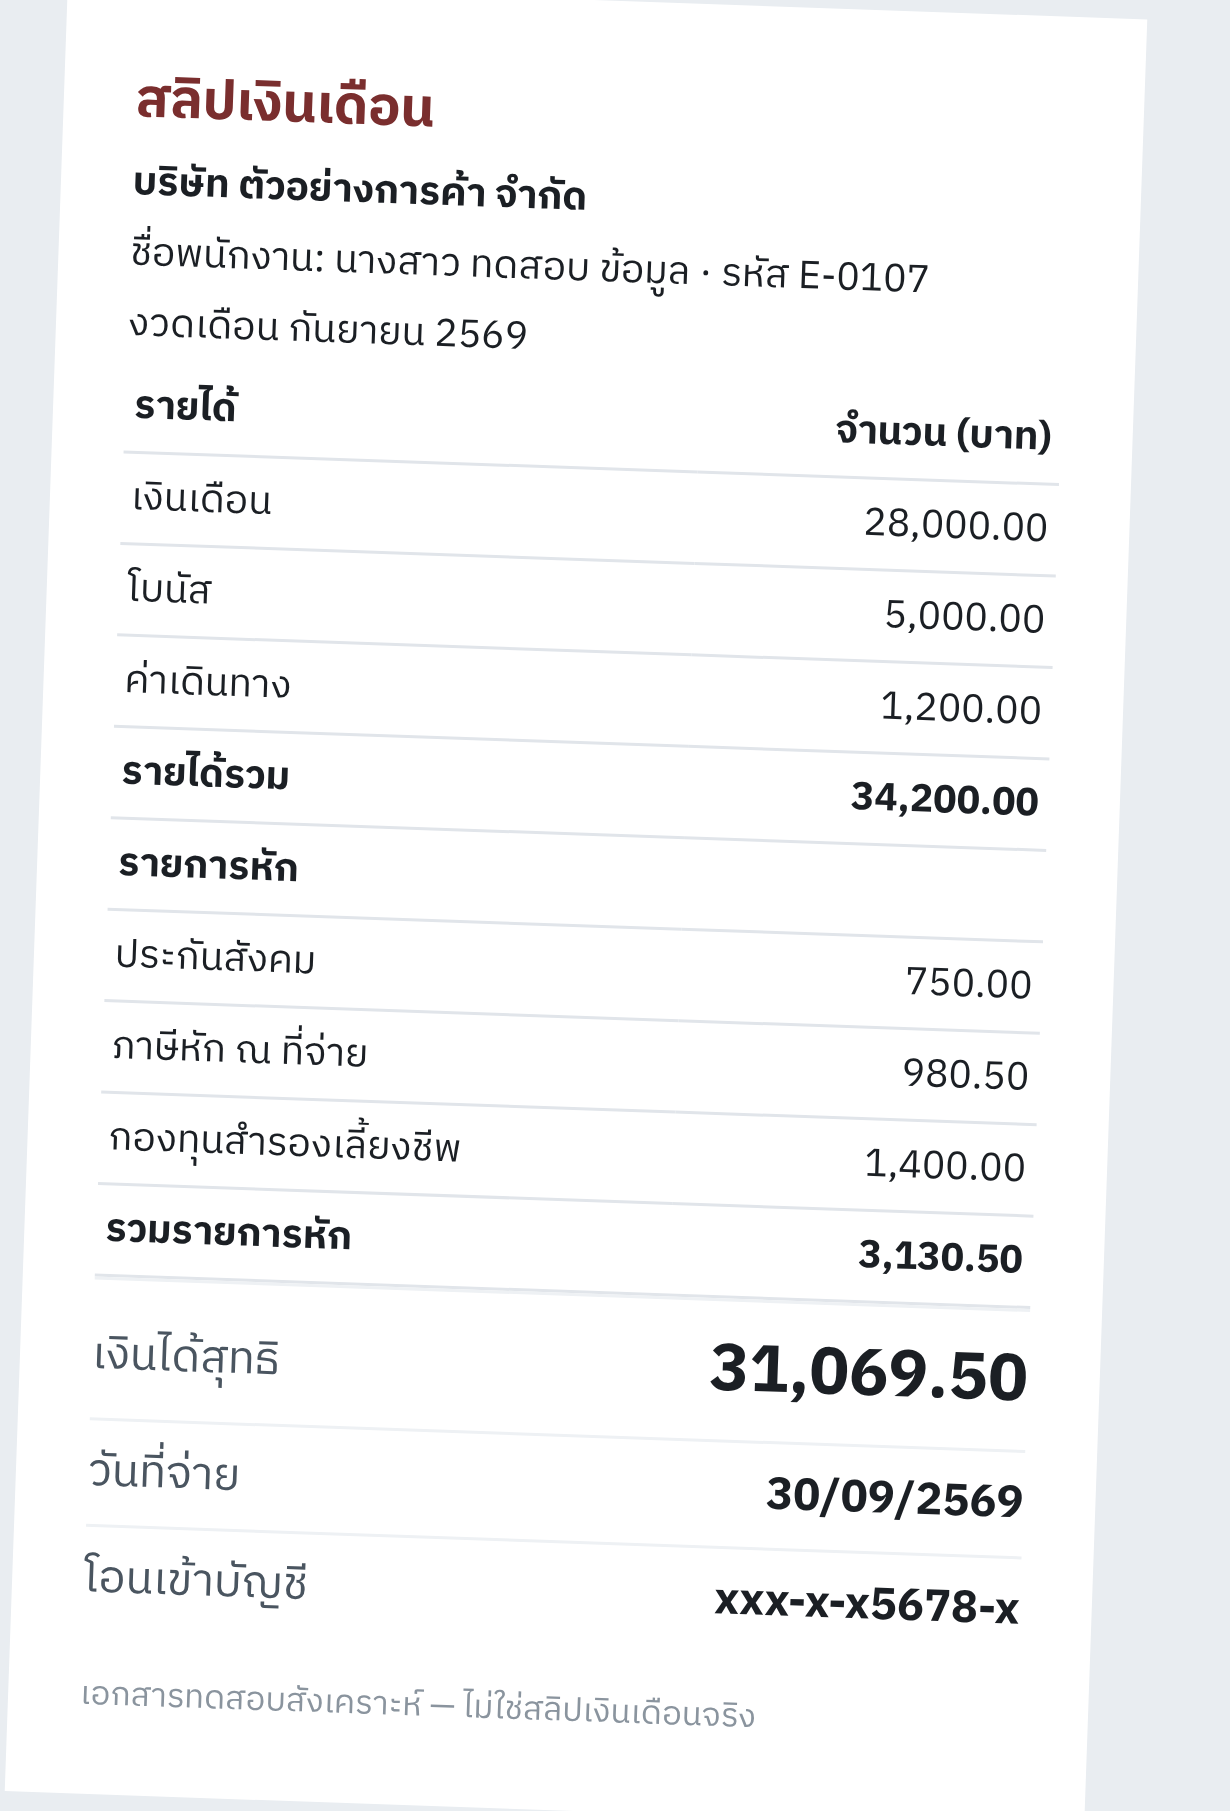 สลิปเงินเดือน
บริษัท ตัวอย่างการค้า จำกัด
ชื่อพนักงาน: นางสาว ทดสอบ ข้อมูล · รหัส E-0107
งวดเดือน กันยายน 2569
รายได้ จำนวน (บาท)
เงินเดือน 28,000.00
โบนัส 5,000.00
ค่าเดินทาง 1,200.00
รายได้รวม 34,200.00
รายการหัก
ประกันสังคม 750.00
ภาษีหัก ณ ที่จ่าย 980.50
กองทุนสำรองเลี้ยงชีพ 1,400.00
รวมรายการหัก 3,130.50
เงินได้สุทธิ 31,069.50
วันที่จ่าย 30/09/2569
โอนเข้าบัญชี xxx-x-x5678-x
เอกสารทดสอบสังเคราะห์ — ไม่ใช่สลิปเงินเดือนจริง